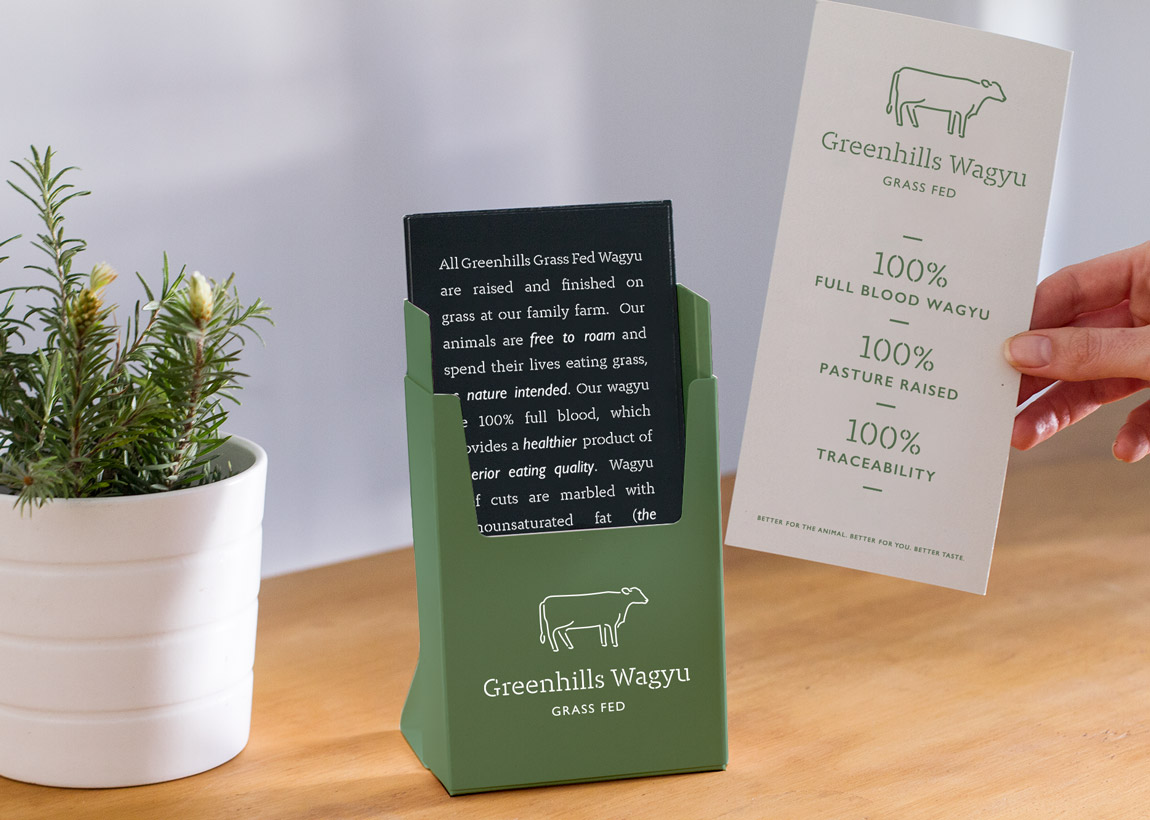 All Greenhills Grass Fed Wagyu
are raised and finished on
grass at our family farm. Our
animals are free to roam and
spend their lives eating grass,
nature intended. Our wagyu
100% full blood, which
a healthier product of
eating quality. Wagyu
cuts are marbled with
fat (the
Greenhills Wagyu
GRASS FED
Greenhills Wagyu
GRASS FED
100%
FULL BLOOD WAGYU
100%
PASTURE RAISED
100%
TRACEABILITY
BETTER FOR THE ANIMAL. BETTER FOR YOU. BETTER TASTE.